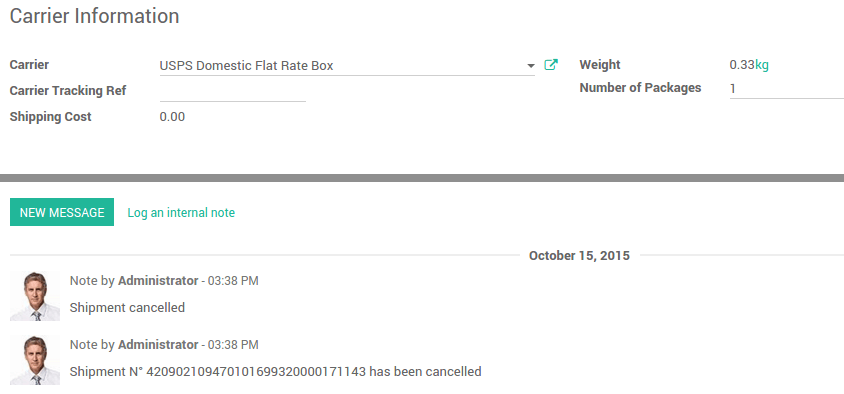 Carrier Information
Carrier USPS Domestic Flat Rate Box Weight 0.33kg
Carrier Tracking Ref Number of Packages 1
Shipping Cost 0.00
NEW MESSAGE Log an internal note
October 15, 2015
Note by Administrator - 03:38 PM
Shipment cancelled
Note by Administrator - 03:38 PM
Shipment N° 420902109470101699320000171143 has been cancelled